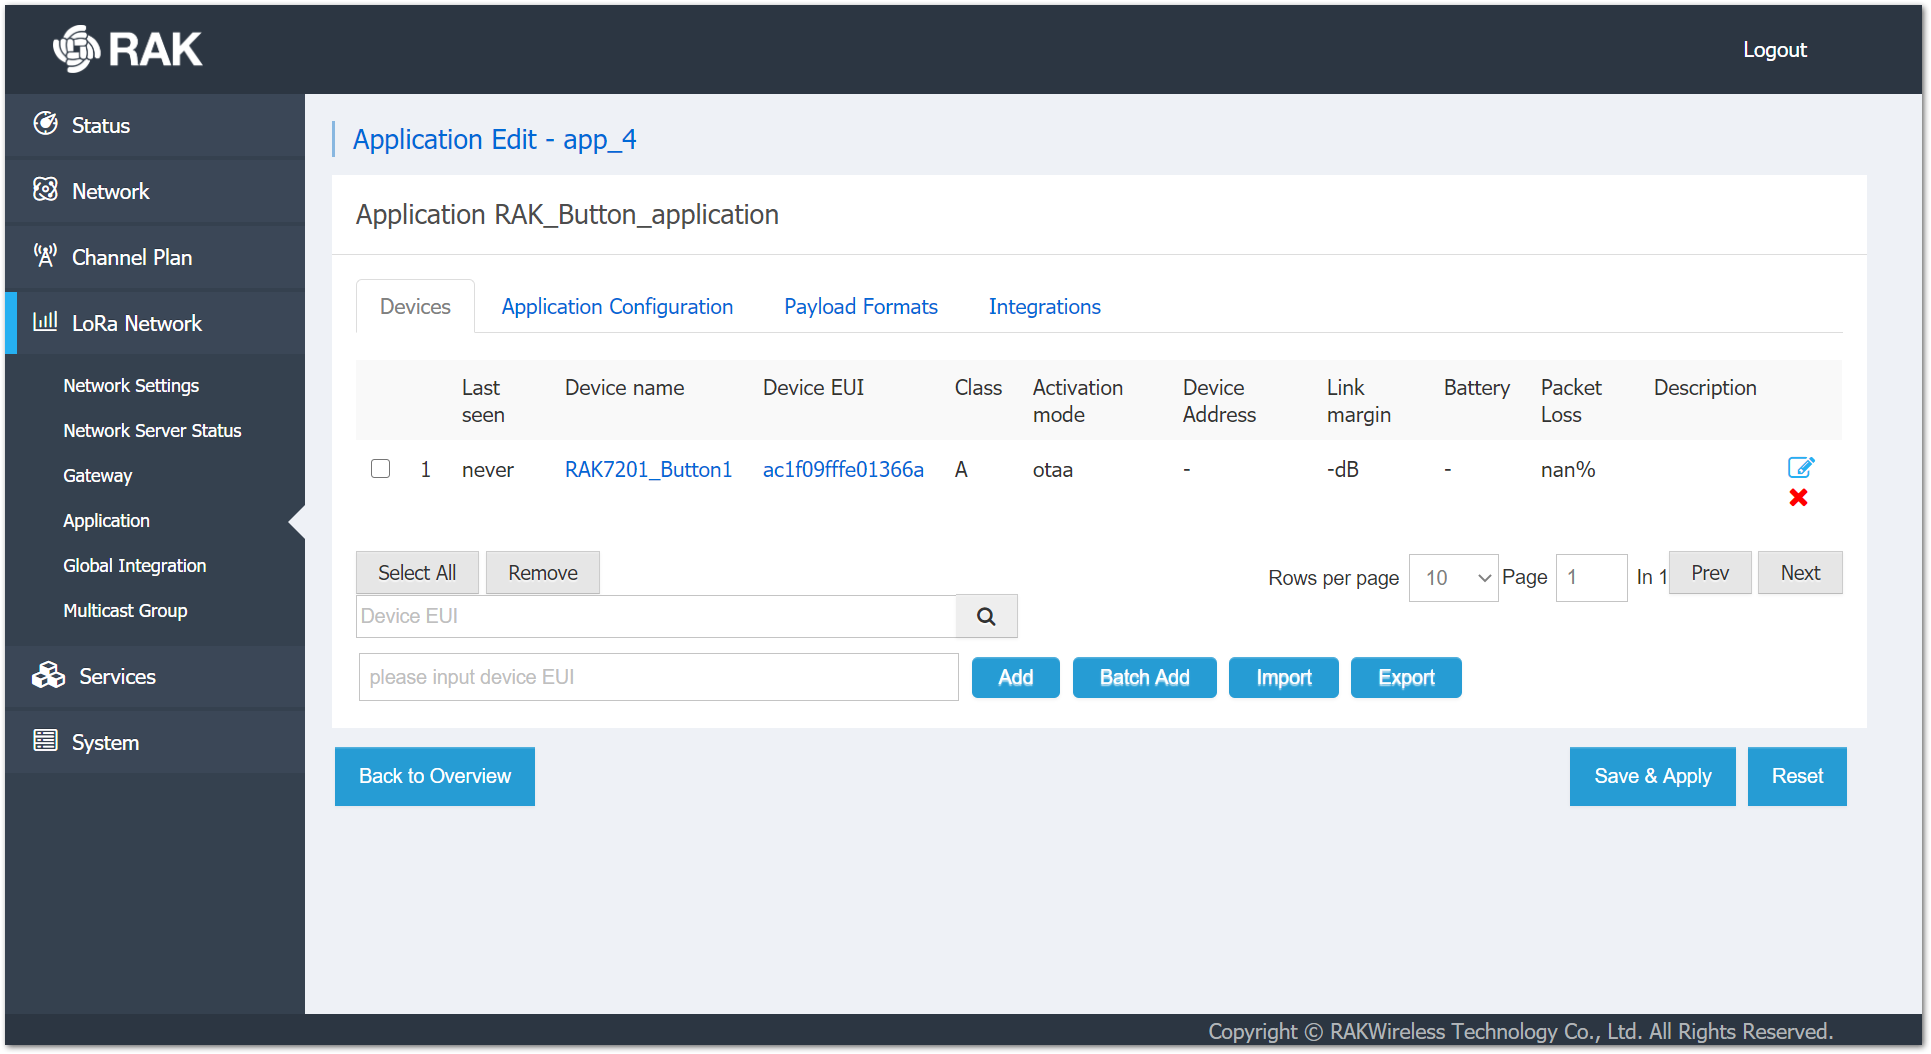 RAK
Logout
Status
Network
Channel Plan
LoRa Network
Network Settings
Network Server Status
Gateway
Application
Global Integration
Multicast Group
Services
System
Application Edit - app_4
Application RAK_Button_application
Devices Application Configuration Payload Formats Integrations
Last seen Device name Device EUI Class Activation mode Device Address Link margin Battery Packet Loss Description
1 never RAK7201_Button1 ac1f09fffe01366a A otaa - -dB - nan%
Select All Remove Rows per page 10 Page 1 In 1 Prev Next
Device EUI
please input device EUI Add Batch Add Import Export
Back to Overview Save & Apply Reset
Copyright © RAKWireless Technology Co., Ltd. All Rights Reserved.